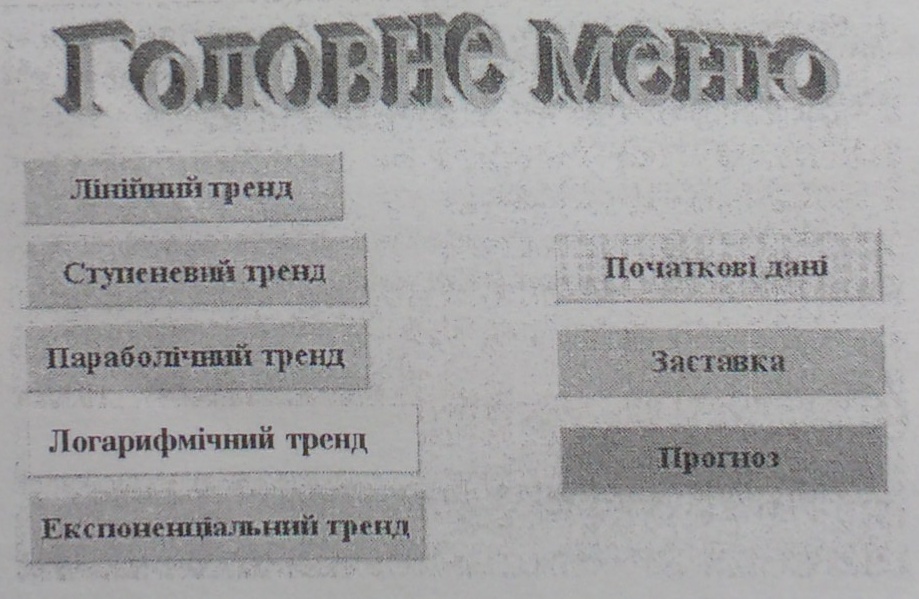 Головне меню
Лінійний тренд
Ступеневий тренд
Параболічний тренд
Логарифмічний тренд
Експоненціальний тренд
Початкові дані
Заставка
Прогноз